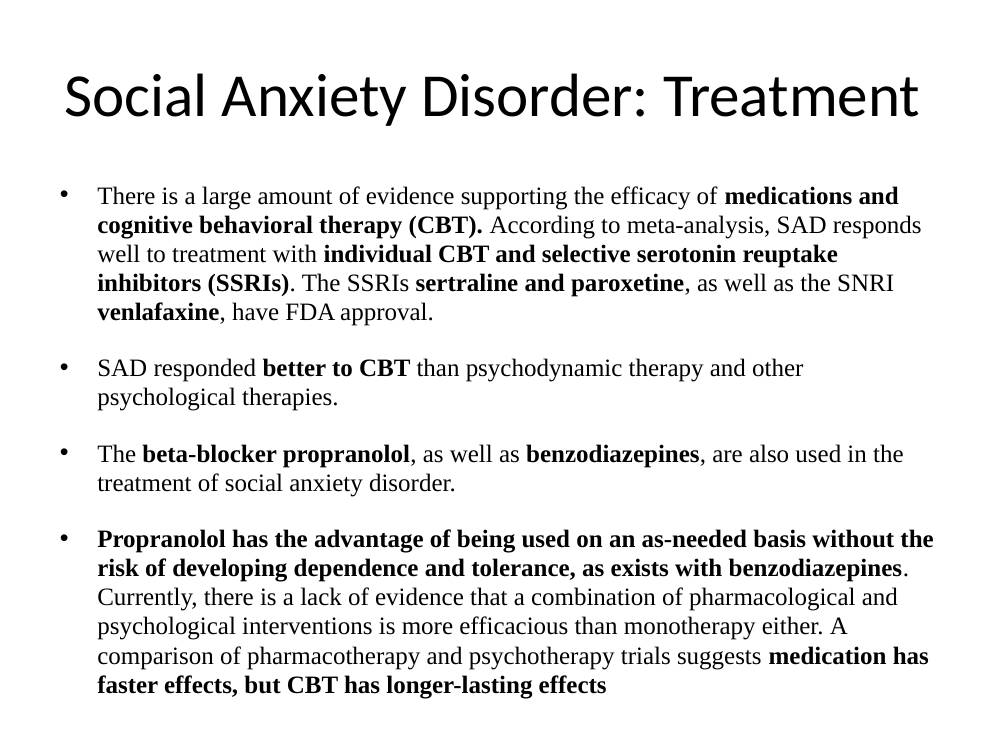 Social Anxiety Disorder: Treatment
• There is a large amount of evidence supporting the efficacy of medications and
cognitive behavioral therapy (CBT). According to meta-analysis, SAD responds
well to treatment with individual CBT and selective serotonin reuptake
inhibitors (SSRIs). The SSRIs sertraline and paroxetine, as well as the SNRI
venlafaxine, have FDA approval.
• SAD responded better to CBT than psychodynamic therapy and other
psychological therapies.
• The beta-blocker propranolol, as well as benzodiazepines, are also used in the
treatment of social anxiety disorder.
• Propranolol has the advantage of being used on an as-needed basis without the
risk of developing dependence and tolerance, as exists with benzodiazepines.
Currently, there is a lack of evidence that a combination of pharmacological and
psychological interventions is more efficacious than monotherapy either. A
comparison of pharmacotherapy and psychotherapy trials suggests medication has
faster effects, but CBT has longer-lasting effects